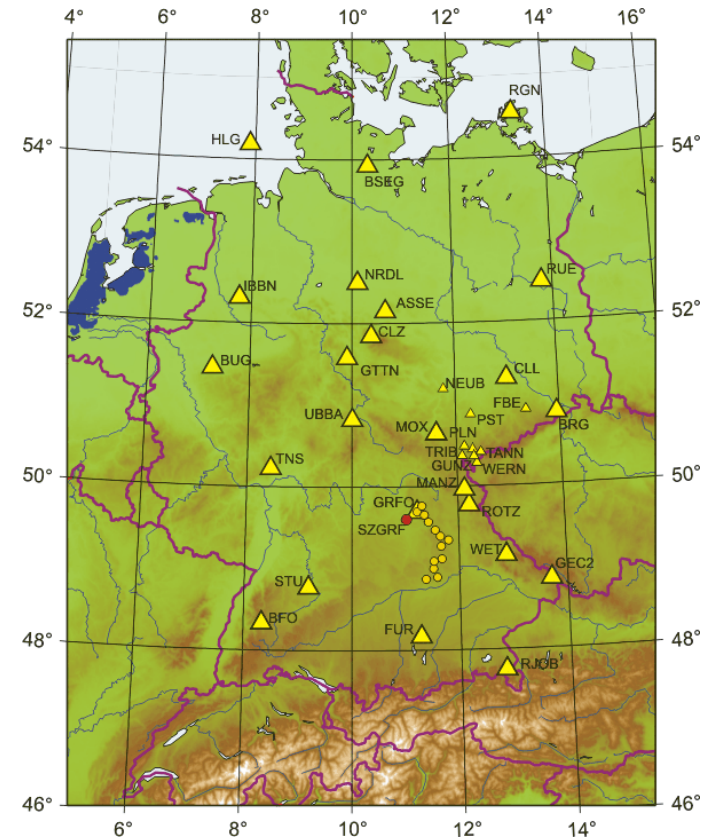 4° 6° 8° 10° 12° 14° 16°
RGN
HLG
54° 54°
BSEG
NRDL
RUE
IBBN
ASSE
52° 52°
CLZ
BUG
GTTN
CLL
NEUB
FBE
UBBA
PST
MOX
PLN
BRG
TRIB
TANN
TNS
GUNZ
WERN
50° 50°
MANZ
GRFO
ROTZ
SZGRF
WET
GEC2
STU
BFO
FUR
48° 48°
RJOB
46° 46°
6° 8° 10° 12° 14°